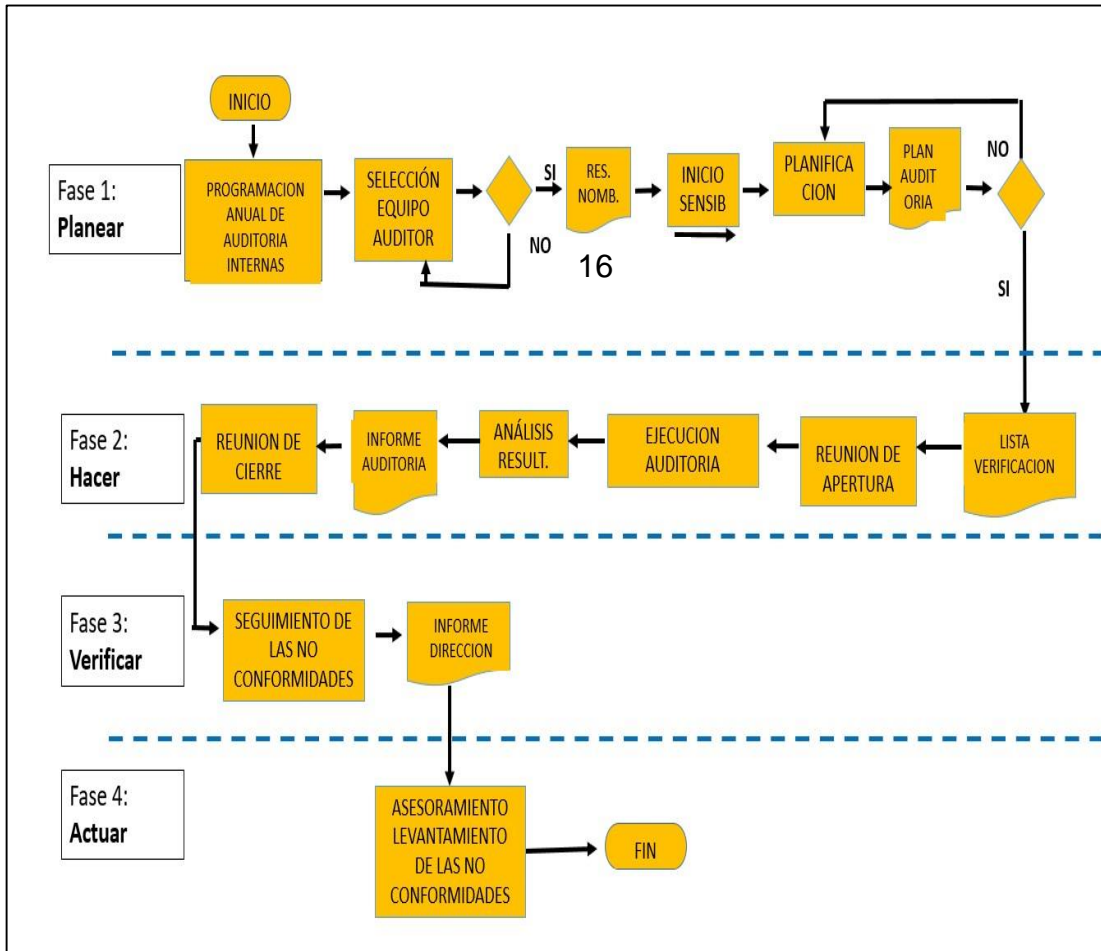 INICIO
Fase 1:
Planear
PROGRAMACION
ANUAL DE
AUDITORIA
INTERNAS
SELECCIÓN
EQUIPO
AUDITOR
SI
NO
RES.
NOMB.
16
INICIO
SENSIB
PLANIFICA
CION
PLAN
AUDIT
ORIA
NO
SI
Fase 2:
Hacer
REUNION DE
CIERRE
INFORME
AUDITORIA
ANÁLISIS
RESULT.
EJECUCION
AUDITORIA
REUNION DE
APERTURA
LISTA
VERIFICACION
Fase 3:
Verificar
SEGUIMIENTO DE
LAS NO
CONFORMIDADES
INFORME
DIRECCION
Fase 4:
Actuar
ASESORAMIENTO
LEVANTAMIENTO
DE LAS NO
CONFORMIDADES
FIN